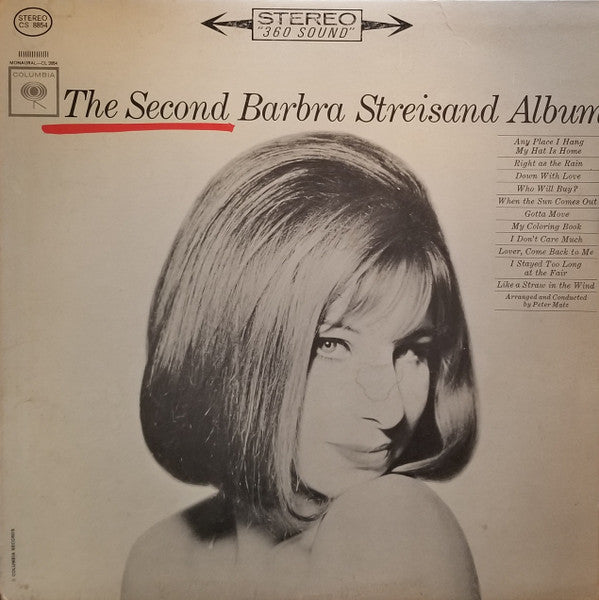 STEREO
CS 8854
STEREO
"360 SOUND"
COLUMBIA
The Second Barbra Streisand Album
Any Place I Hang
My Hat Is Home
Right as the Rain
Down With Love
Who Will Buy?
When the Sun Comes Out
Gotta Move
My Coloring Book
I Don't Care Much
Lover, Come Back to Me
I Stayed Too Long
at the Fair
Like a Straw in the Wind
Arranged and Conducted
by Peter Matz
© COLUMBIA RECORDS